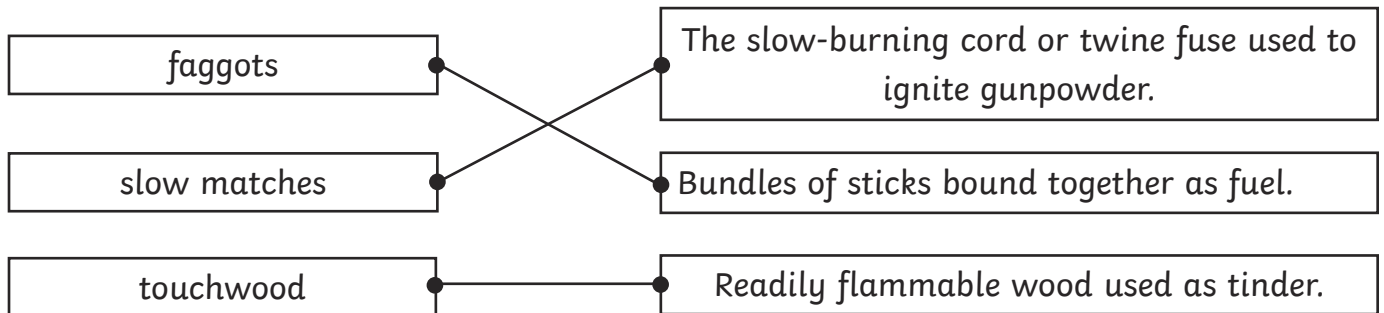 faggots
The slow-burning cord or twine fuse used to
ignite gunpowder.
slow matches
Bundles of sticks bound together as fuel.
touchwood
Readily flammable wood used as tinder.